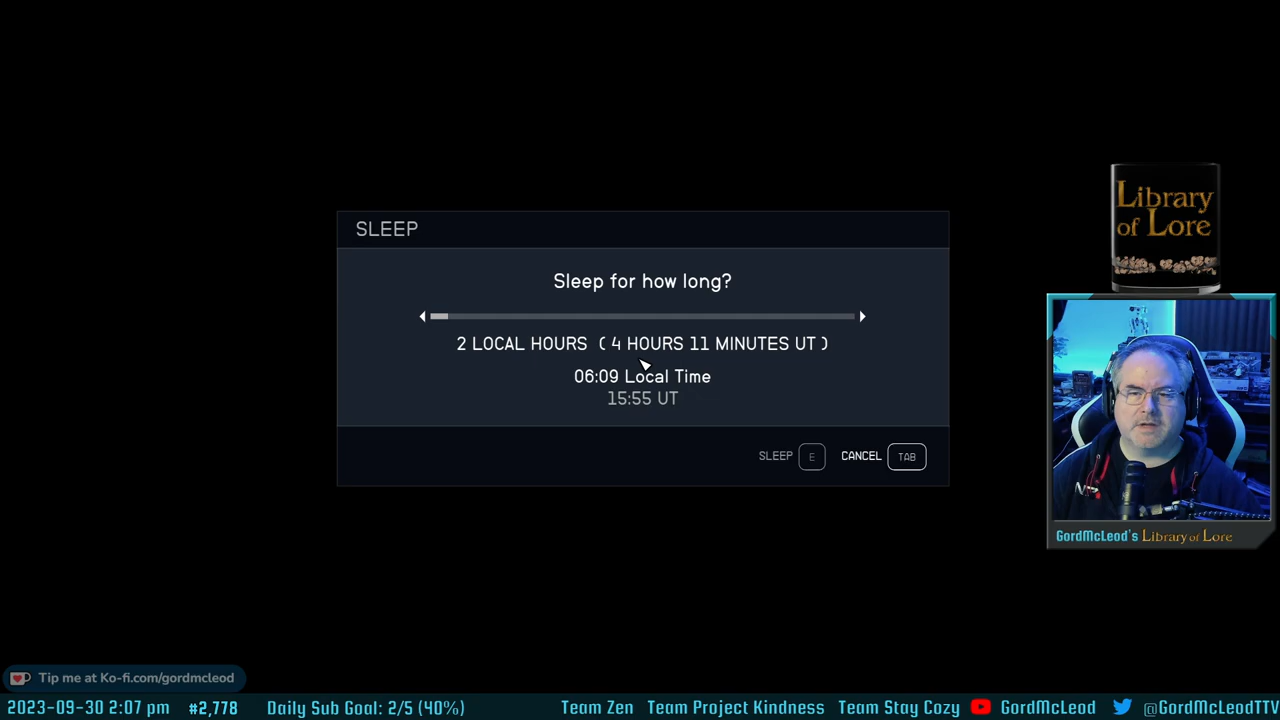 SLEEP
Sleep for how long?
2 LOCAL HOURS ( 4 HOURS 11 MINUTES UT )
06:09 Local Time
15:55 UT
SLEEP E CANCEL TAB
Library
of Lore
GordMcLeod's Library of Lore
Tip me at Ko-fi.com/gordmcleod
2023-09-30 2:07 pm #2,778 Daily Sub Goal: 2/5 (40%) Team Zen Team Project Kindness Team Stay Cozy GordMcLeod @GordMcLeodTTV